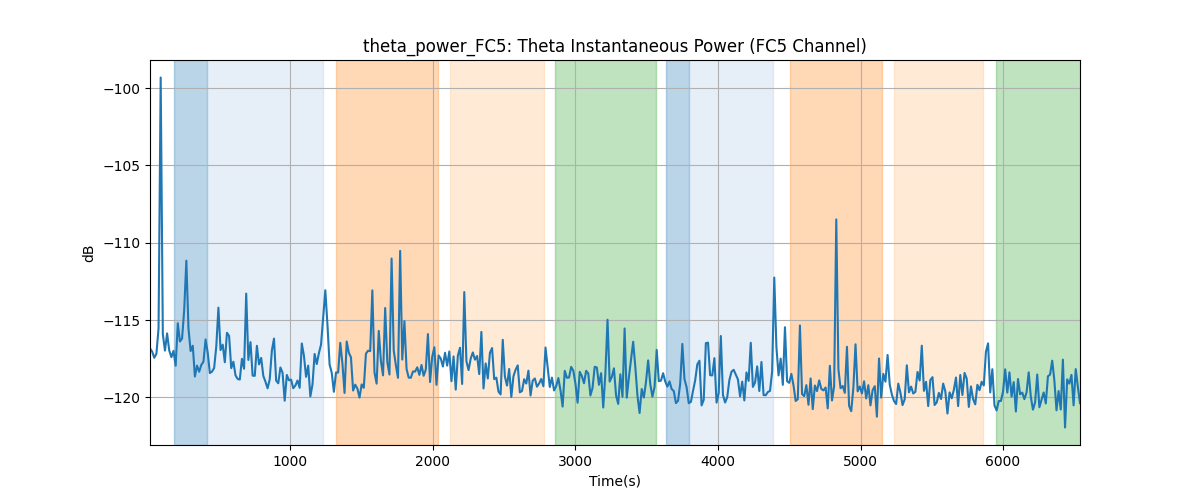 theta_power_FC5: Theta Instantaneous Power (FC5 Channel)
−100
−105
−110
−115
−120
dB
1000 2000 3000 4000 5000 6000
Time(s)